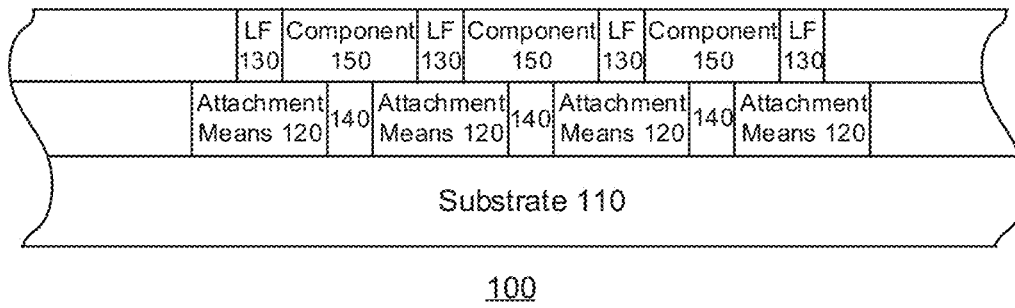 LF Component LF Component LF Component LF
130 150 130 150 130 150 130
Attachment Attachment Attachment Attachment
Means 120 140 Means 120 140 Means 120 140 Means 120
Substrate 110
100